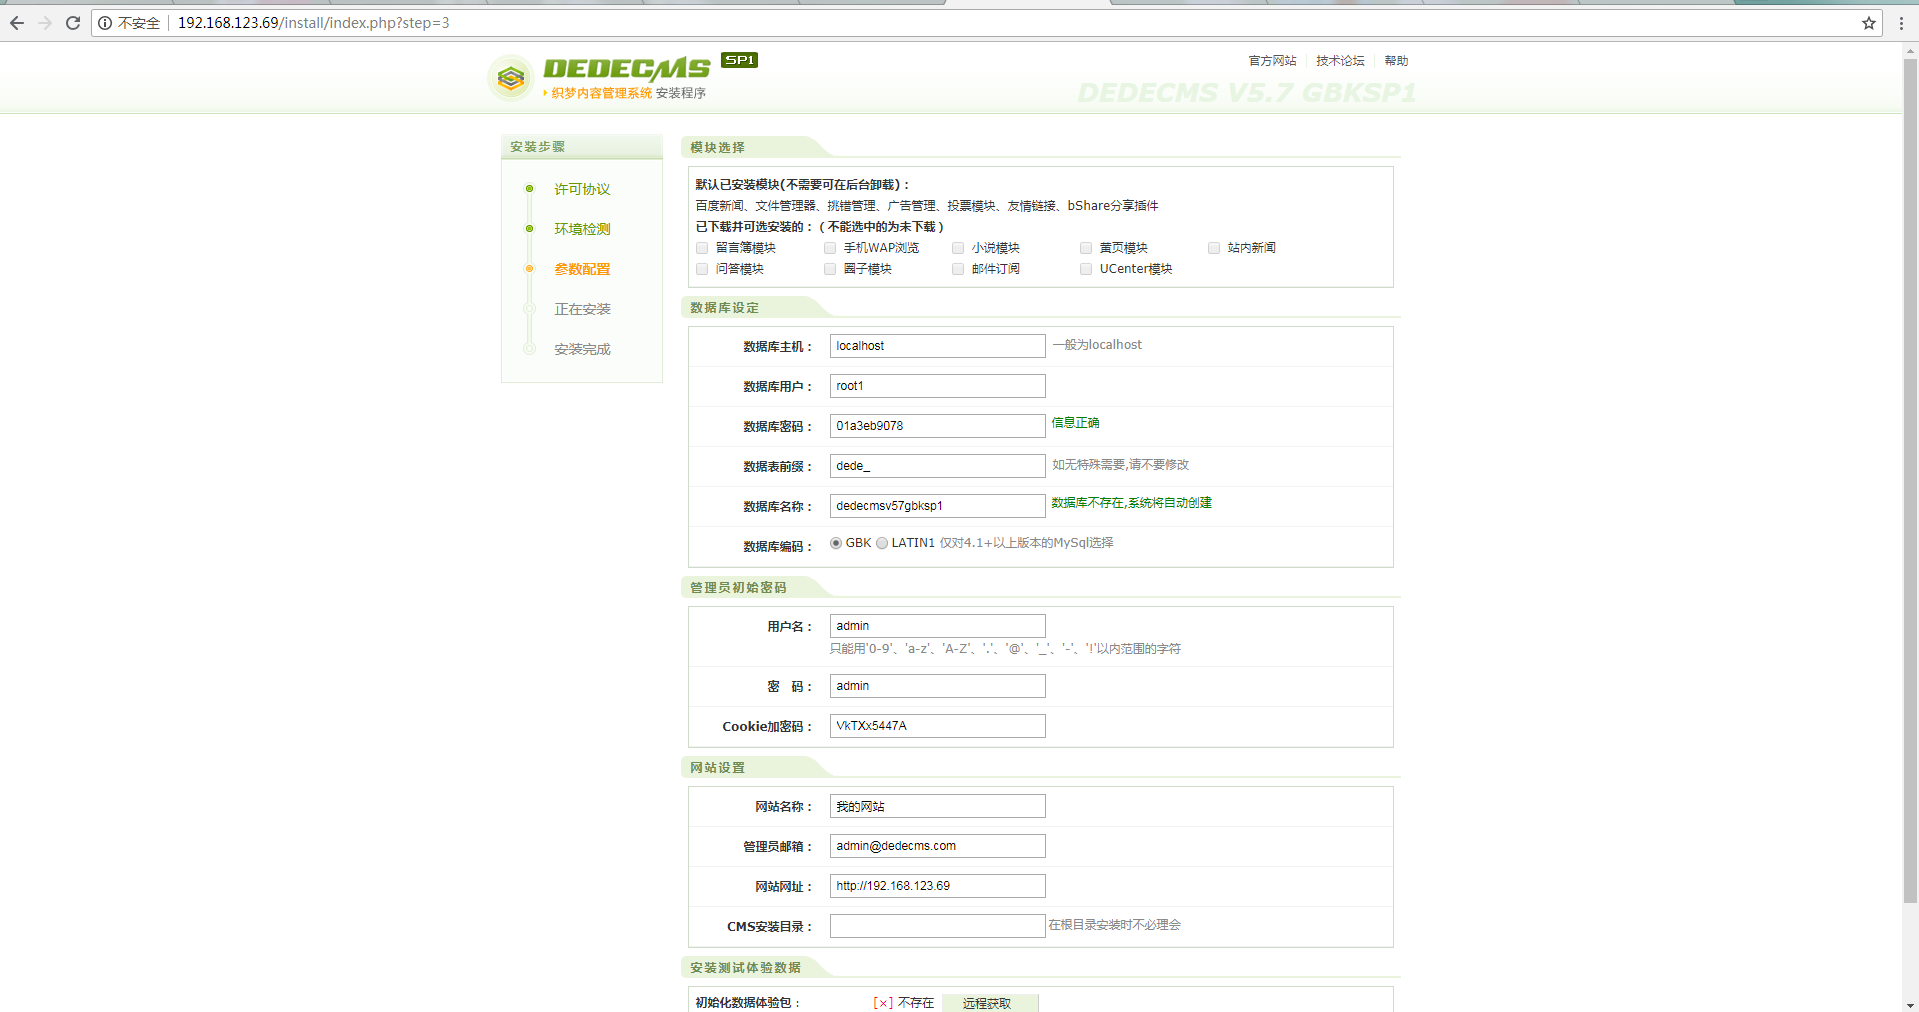 不安全 192.168.123.69/install/index.php?step=3
DEDECMS SP1
织梦内容管理系统 安装程序
官方网站 技术论坛 帮助
DEDECMS V5.7 GBKSP1
安装步骤
许可协议
环境检测
参数配置
正在安装
安装完成
模块选择
默认已安装模块(不需要可在后台卸载)：
百度新闻、文件管理器、挑错管理、广告管理、投票模块、友情链接、bShare分享插件
已下载并可选安装的：（不能选中的为未下载）
留言簿模块 手机WAP浏览 小说模块 黄页模块 站内新闻
问答模块 圈子模块 邮件订阅 UCenter模块
数据库设定
数据库主机： localhost 一般为localhost
数据库用户： root1
数据库密码： 01a3eb9078 信息正确
数据表前缀： dede_ 如无特殊需要,请不要修改
数据库名称： dedecmsv57gbksp1 数据库不存在,系统将自动创建
数据库编码： GBK LATIN1 仅对4.1+以上版本的MySql选择
管理员初始密码
用户名： admin
只能用'0-9'、'a-z'、'A-Z'、'.'、'@'、'_'、'-'、'!'以内范围的字符
密 码： admin
Cookie加密码： VkTXx5447A
网站设置
网站名称： 我的网站
管理员邮箱： admin@dedecms.com
网站网址： http://192.168.123.69
CMS安装目录： 在根目录安装时不必理会
安装测试体验数据
初始化数据体验包： [×] 不存在 远程获取